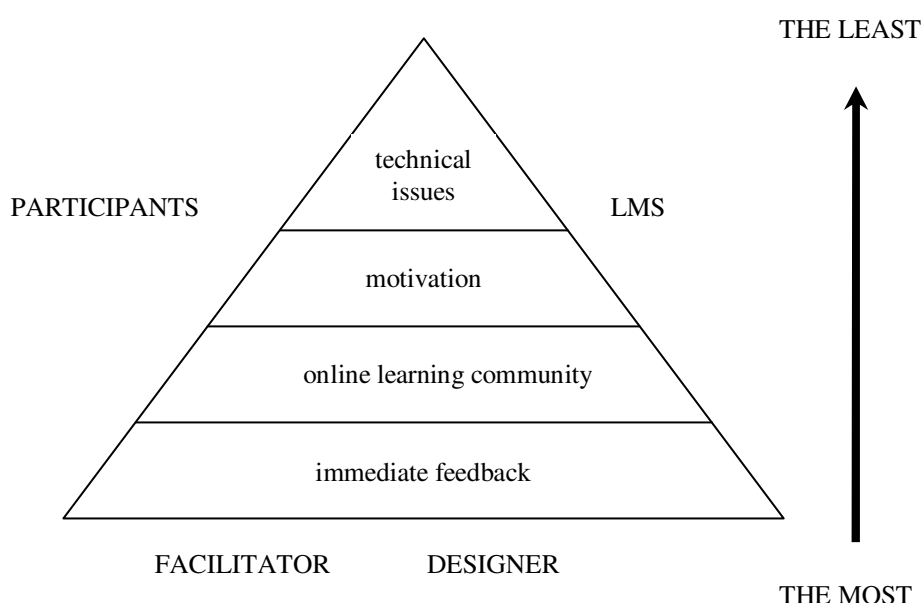 THE LEAST
technical
issues
PARTICIPANTS
LMS
motivation
online learning community
immediate feedback
FACILITATOR
DESIGNER
THE MOST